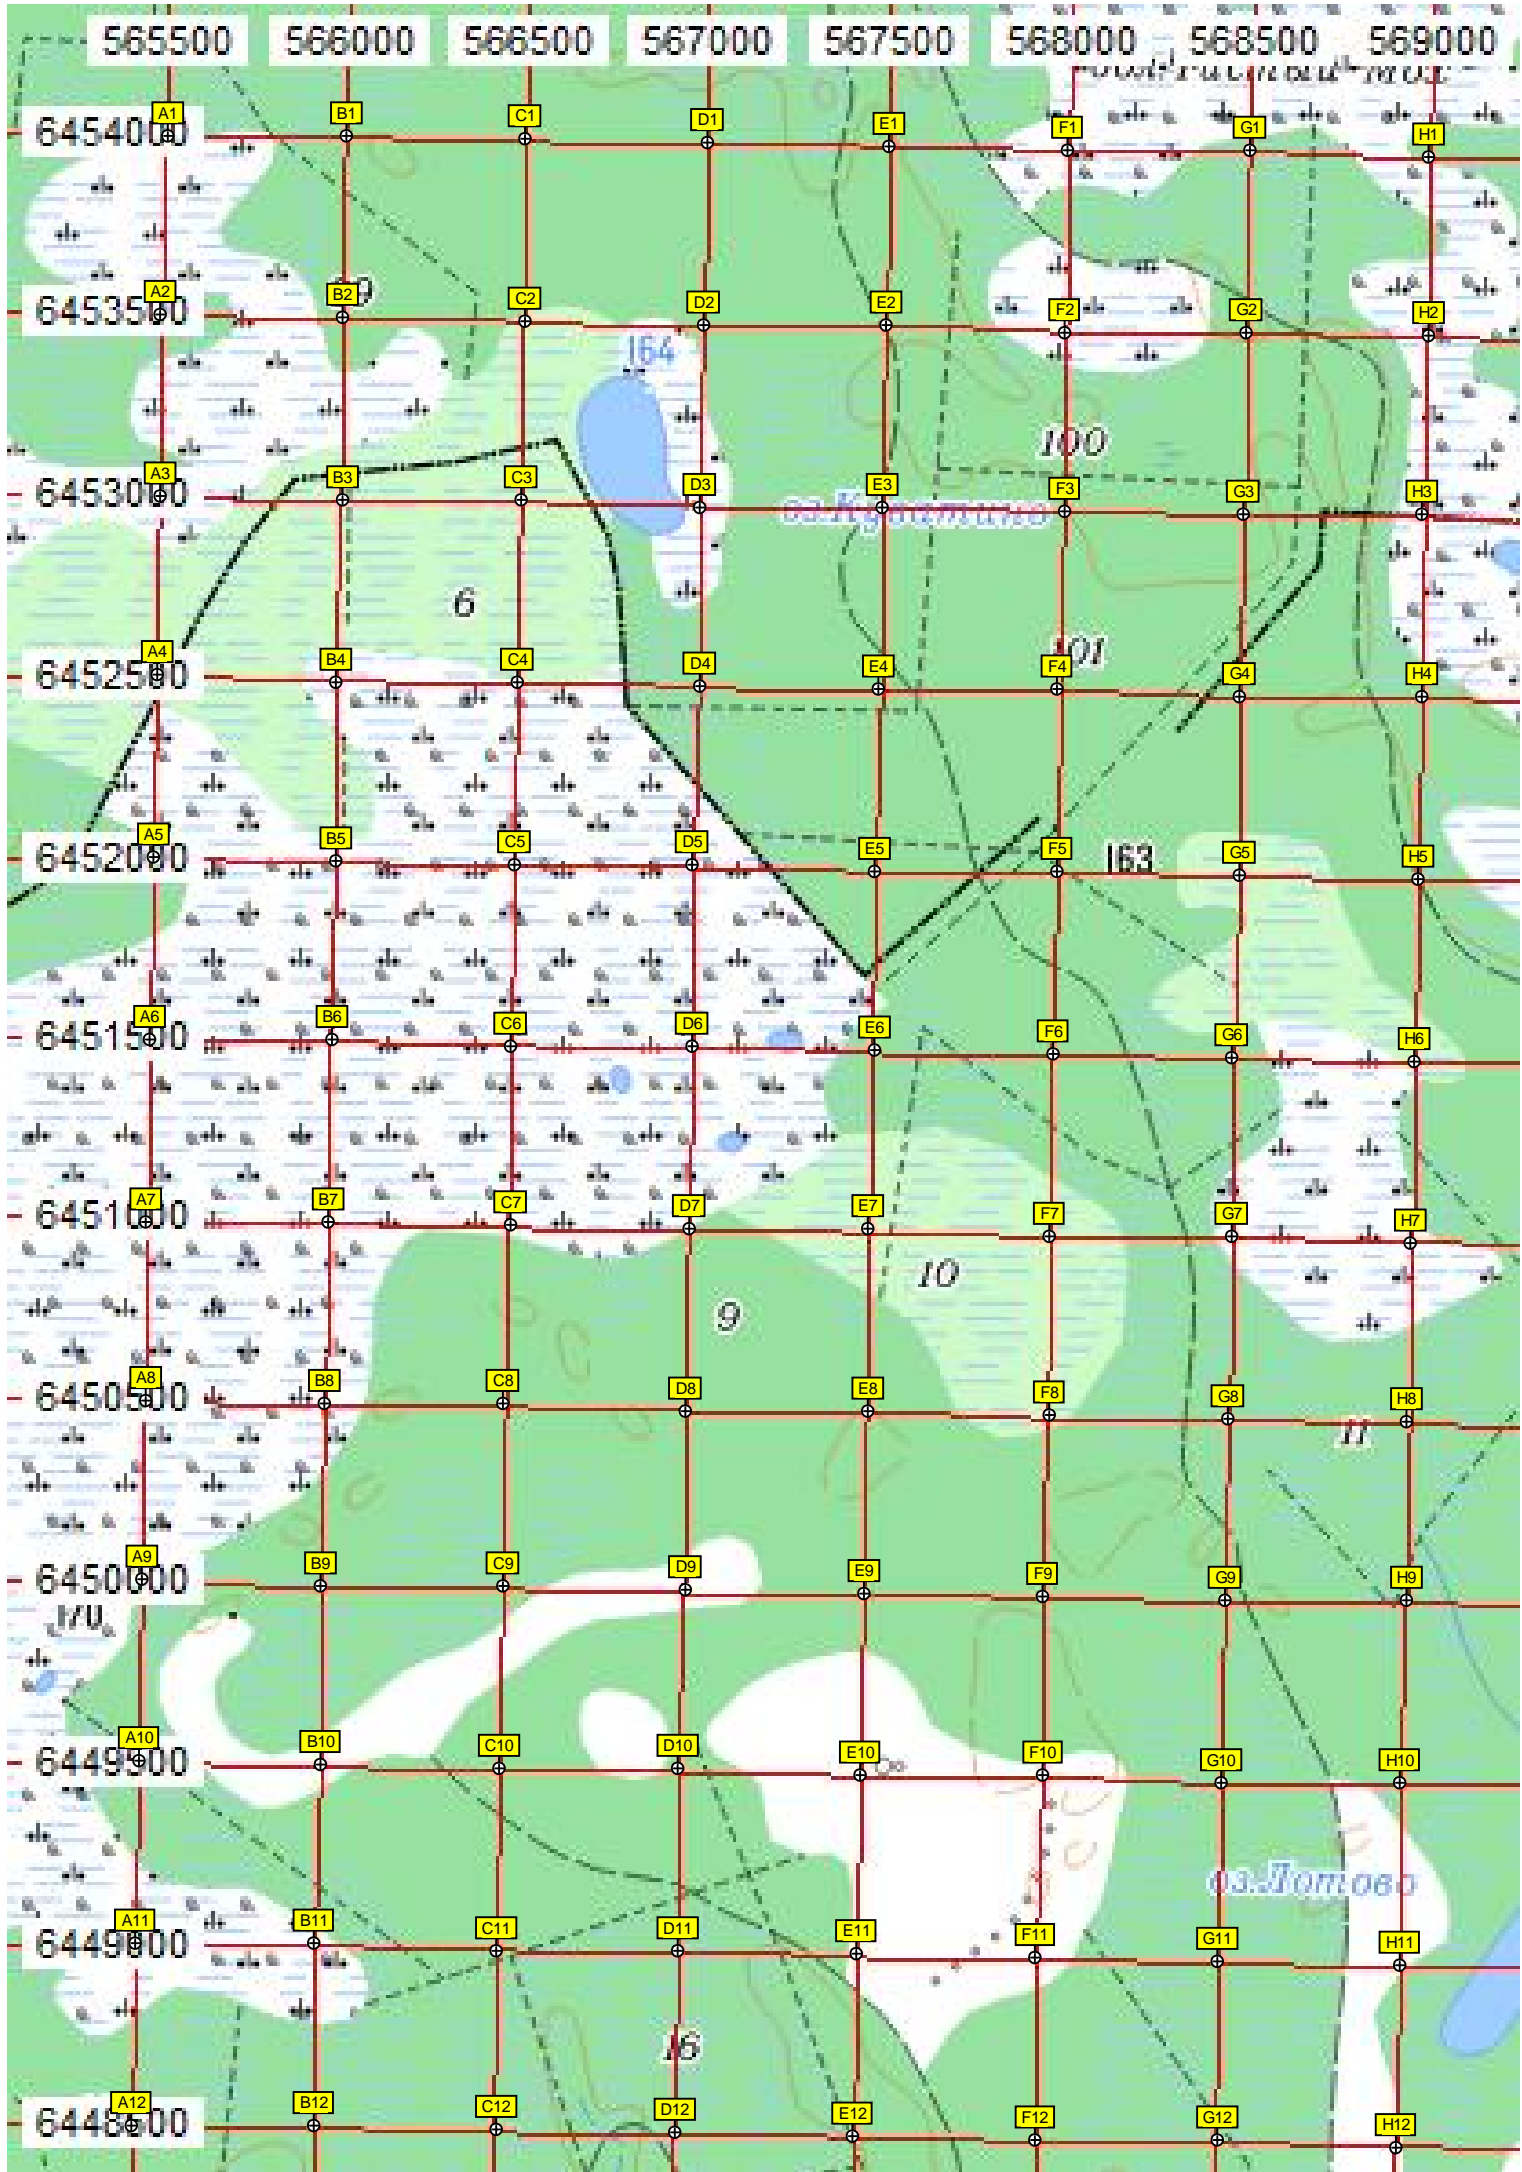 565500 566000 566500 567000 567500 568000 568500 569000
6454000 A1 B1 C1 D1 E1 F1 G1 H1
6453500 A2 B2 C2 D2 E2 F2 G2 H2
164
100
6453000 A3 B3 C3 D3 E3 F3 G3 H3
6
101
6452500 A4 B4 C4 D4 E4 F4 G4 H4
6452000 A5 B5 C5 D5 E5 F5 163 G5 H5
6451500 A6 B6 C6 D6 E6 F6 G6 H6
6451000 A7 B7 C7 D7 E7 F7 G7 H7
10
9
6450500 A8 B8 C8 D8 E8 F8 G8 H8
11
6450000 A9 B9 C9 D9 E9 F9 G9 H9
170
6449500 A10 B10 C10 D10 E10 F10 G10 H10
оз.Лотово
6449000 A11 B11 C11 D11 E11 F11 G11 H11
16
6448500 A12 B12 C12 D12 E12 F12 G12 H12